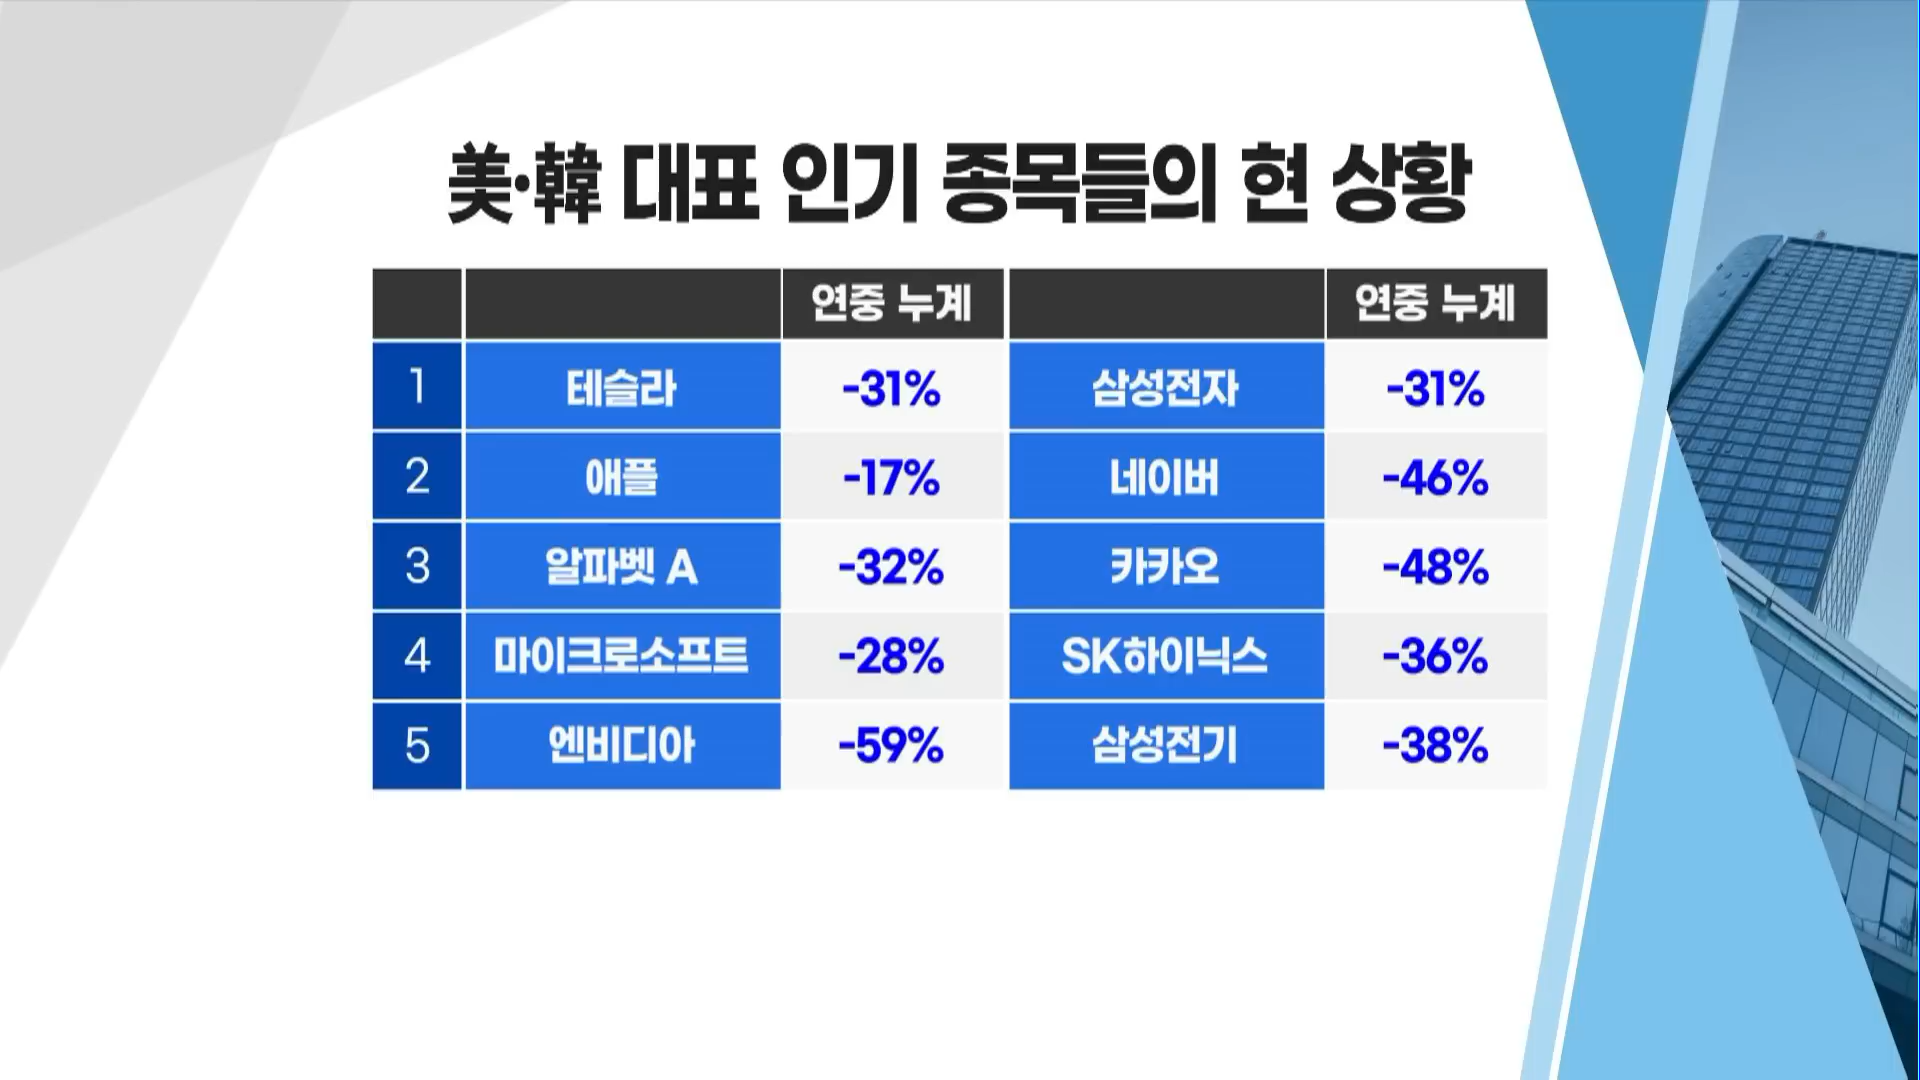 美·韓 대표 인기 종목들의 현 상황
연중 누계 연중 누계
1 테슬라 -31% 삼성전자 -31%
2 애플 -17% 네이버 -46%
3 알파벳 A -32% 카카오 -48%
4 마이크로소프트 -28% SK하이닉스 -36%
5 엔비디아 -59% 삼성전기 -38%